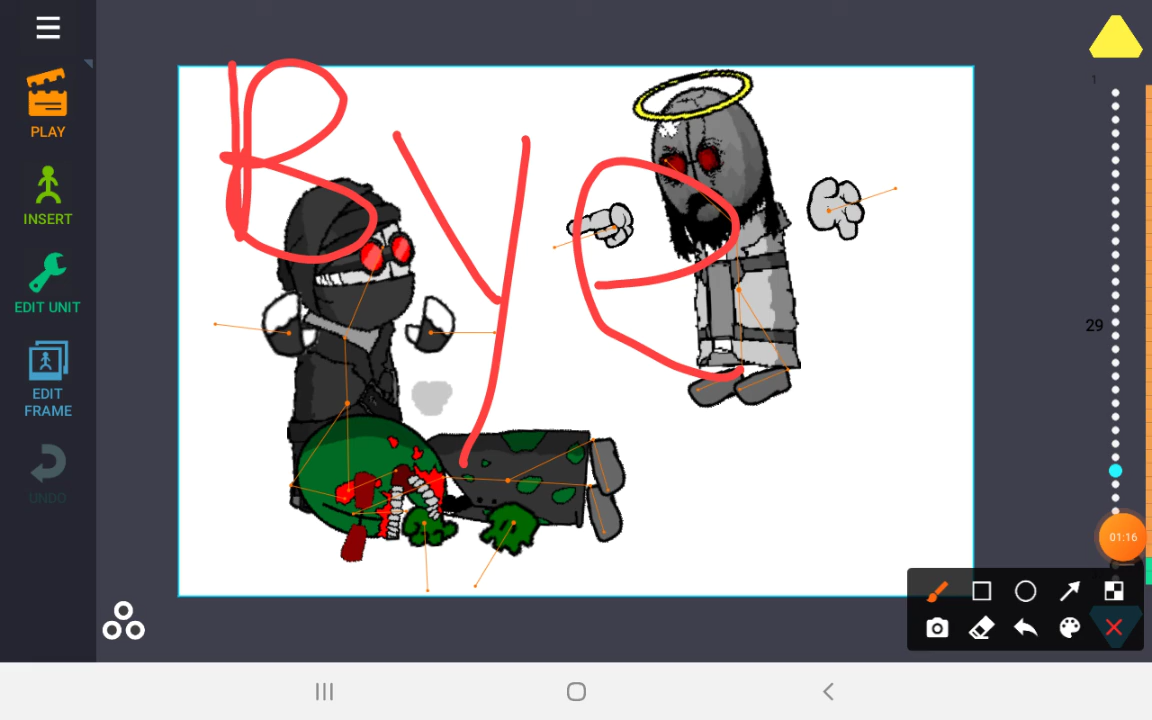 PLAY
INSERT
EDIT UNIT
EDIT
FRAME
UNDO
Bye
1
29
01:16